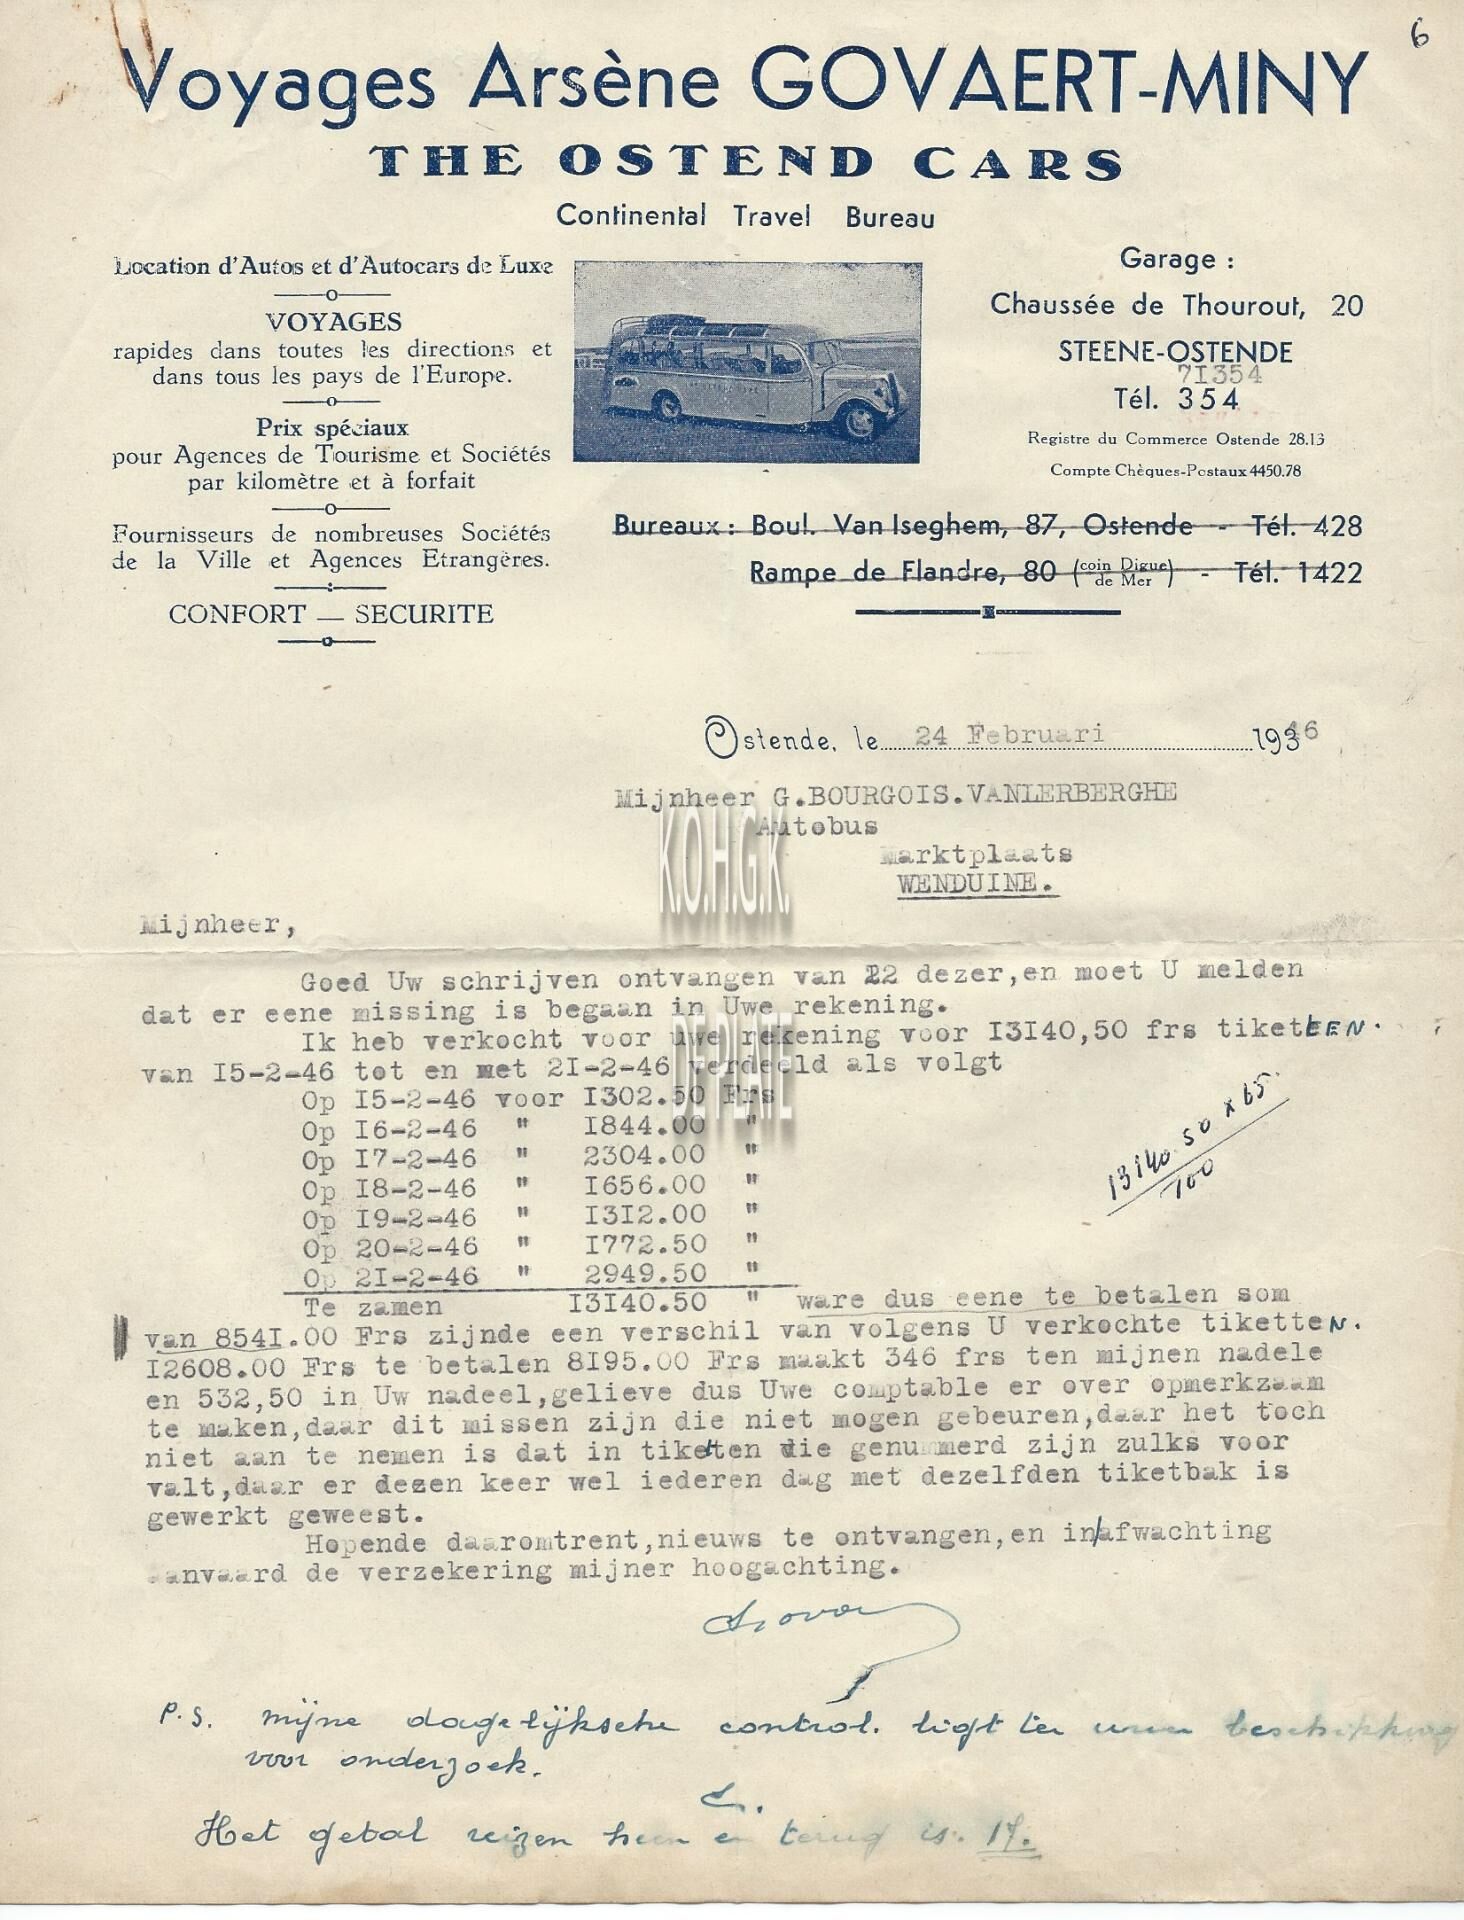 6
Voyages Arsène GOVAERT-MINY
THE OSTEND CARS
Continental Travel Bureau
Location d'Autos et d'Autocars de Luxe
VOYAGES
rapides dans toutes les directions et
dans tous les pays de l'Europe.
Prix spéciaux
pour Agences de Tourisme et Sociétés
par kilomètre et à forfait
Fournisseurs de nombreuses Sociétés
de la Ville et Agences Etrangères.
CONFORT — SECURITE
Garage :
Chaussée de Thourout, 20
STEENE-OSTENDE
71354
Tél. 354
Registre du Commerce Ostende 28.13
Compte Chèques-Postaux 4450.78
Bureaux : Boul. Van Iseghem, 87, Ostende - Tél. 428
Rampe de Flandre, 80 (coin Digue de Mer) - Tél. 1422
Ostende, le 24 Februari 1946
Mijnheer G.BOURGOIS.VANLERBERGHE
Autobus
Marktplaats
WENDUINE.
K.O.H.G.K.
DE PLATE
Mijnheer,
Goed Uw schrijven ontvangen van 22 dezer,en moet U melden
dat er eene missing is begaan in Uwe rekening.
Ik heb verkocht voor uwe rekening voor I3I40,50 frs tiketTEN.
van I5-2-46 tot en met 2I-2-46 verdeeld als volgt
Op I5-2-46 voor I302.50 Frs
Op I6-2-46 " I844.00 "
Op I7-2-46 " 2304.00 "
Op I8-2-46 " I656.00 "
Op I9-2-46 " I3I2.00 "
Op 20-2-46 " I772.50 "
Op 2I-2-46 " 2949.50 "
13140.50 x 65
100
Te zamen I3I40.50 " ware dus eene te betalen som
van 854I.00 Frs zijnde een verschil van volgens U verkochte tiketteN.
I2608.00 Frs te betalen 8I95.00 Frs maakt 346 frs ten mijnen nadele
en 532,50 in Uw nadeel,gelieve dus Uwe comptable er over opmerkzaam
te maken,daar dit missen zijn die niet mogen gebeuren,daar het toch
niet aan te nemen is dat in tiketten die genummerd zijn zulks voor
valt,daar er dezen keer wel iederen dag met dezelfden tiketbak is
gewerkt geweest.
Hopende daaromtrent,nieuws te ontvangen,en in/afwachting
aanvaard de verzekering mijner hoogachting.
P.S. Mijne dagelijksche control. ligt ter uwer beschikking
voor onderzoek.
Het getal reizen heen en terug is. 17.